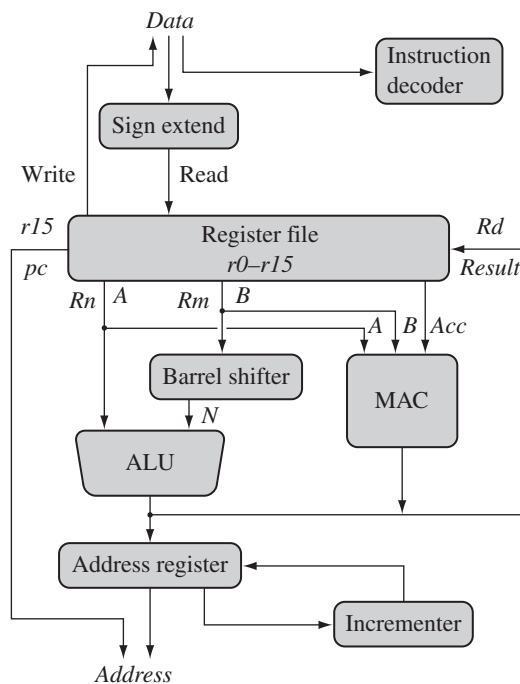 Data
Instruction
decoder
Sign extend
Write
Read
r15
Register file
Rd
pc
r0–r15
Result
Rn
A
Rm
B
A
B
Acc
Barrel shifter
MAC
N
ALU
Address register
Incrementer
Address